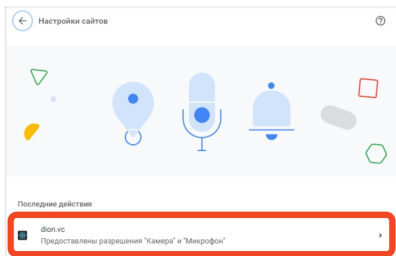 Настройки сайтов
Последние действия
dion.vc
Предоставлены разрешения "Камера" и "Микрофон"